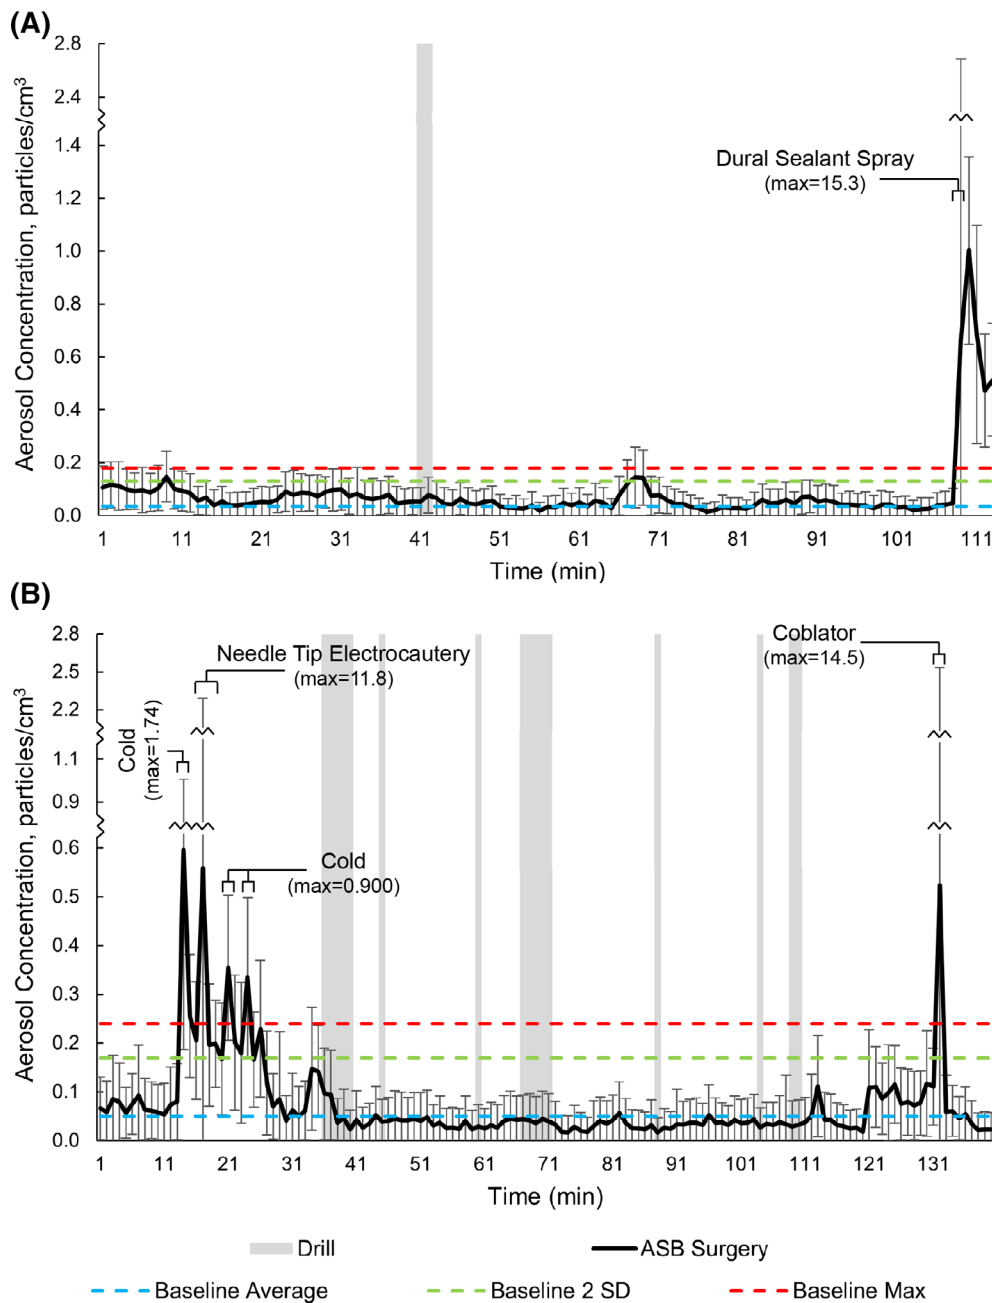 (A)
Aerosol Concentration, particles/cm³
2.8
2.4
1.4
1.2
1.0
0.8
0.6
0.4
0.2
0.0
Dural Sealant Spray
(max=15.3)
1 11 21 31 41 51 61 71 81 91 101 111
Time (min)
(B)
Aerosol Concentration, particles/cm³
2.8
2.5
2.2
1.1
0.9
0.6
0.5
0.4
0.3
0.2
0.1
0.0
Cold
(max=1.74)
Needle Tip Electrocautery
(max=11.8)
Cold
(max=0.900)
Coblator
(max=14.5)
1 11 21 31 41 51 61 71 81 91 101 111 121 131
Time (min)
Drill ASB Surgery
Baseline Average Baseline 2 SD Baseline Max